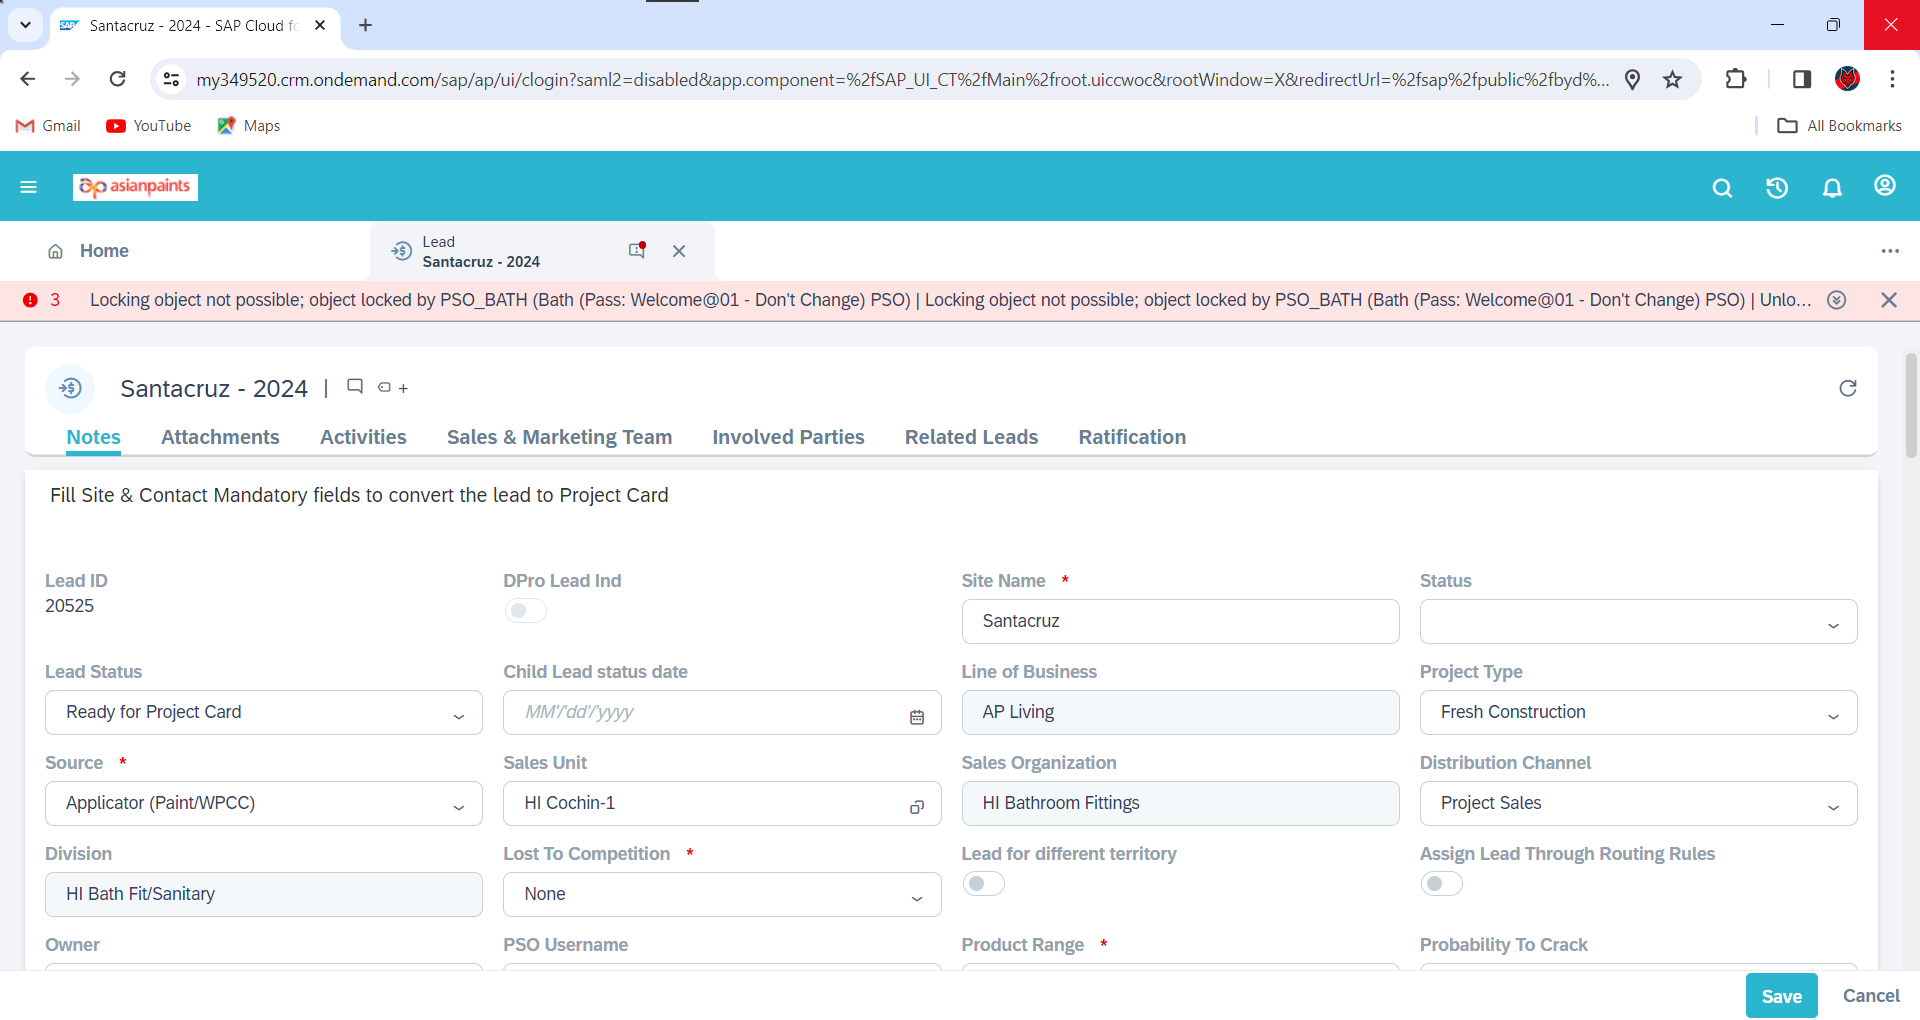 Santacruz - 2024 - SAP Cloud fo
my349520.crm.ondemand.com/sap/ap/ui/clogin?saml2=disabled&app.component=%2fSAP_UI_CT%2fMain%2froot.uiccwoc&rootWindow=X&redirectUrl=%2fsap%2fpublic%2fbyd%...
Gmail YouTube Maps All Bookmarks
asianpaints
Home
Lead
Santacruz - 2024
3 Locking object not possible; object locked by PSO_BATH (Bath (Pass: Welcome@01 - Don't Change) PSO) | Locking object not possible; object locked by PSO_BATH (Bath (Pass: Welcome@01 - Don't Change) PSO) | Unlo...
Santacruz - 2024 |
Notes Attachments Activities Sales & Marketing Team Involved Parties Related Leads Ratification
Fill Site & Contact Mandatory fields to convert the lead to Project Card
Lead ID DPro Lead Ind Site Name * Status
20525 Santacruz
Lead Status Child Lead status date Line of Business Project Type
Ready for Project Card MM'/'dd'/'yyyy AP Living Fresh Construction
Source * Sales Unit Sales Organization Distribution Channel
Applicator (Paint/WPCC) HI Cochin-1 HI Bathroom Fittings Project Sales
Division Lost To Competition * Lead for different territory Assign Lead Through Routing Rules
HI Bath Fit/Sanitary None
Owner PSO Username Product Range * Probability To Crack
Save Cancel